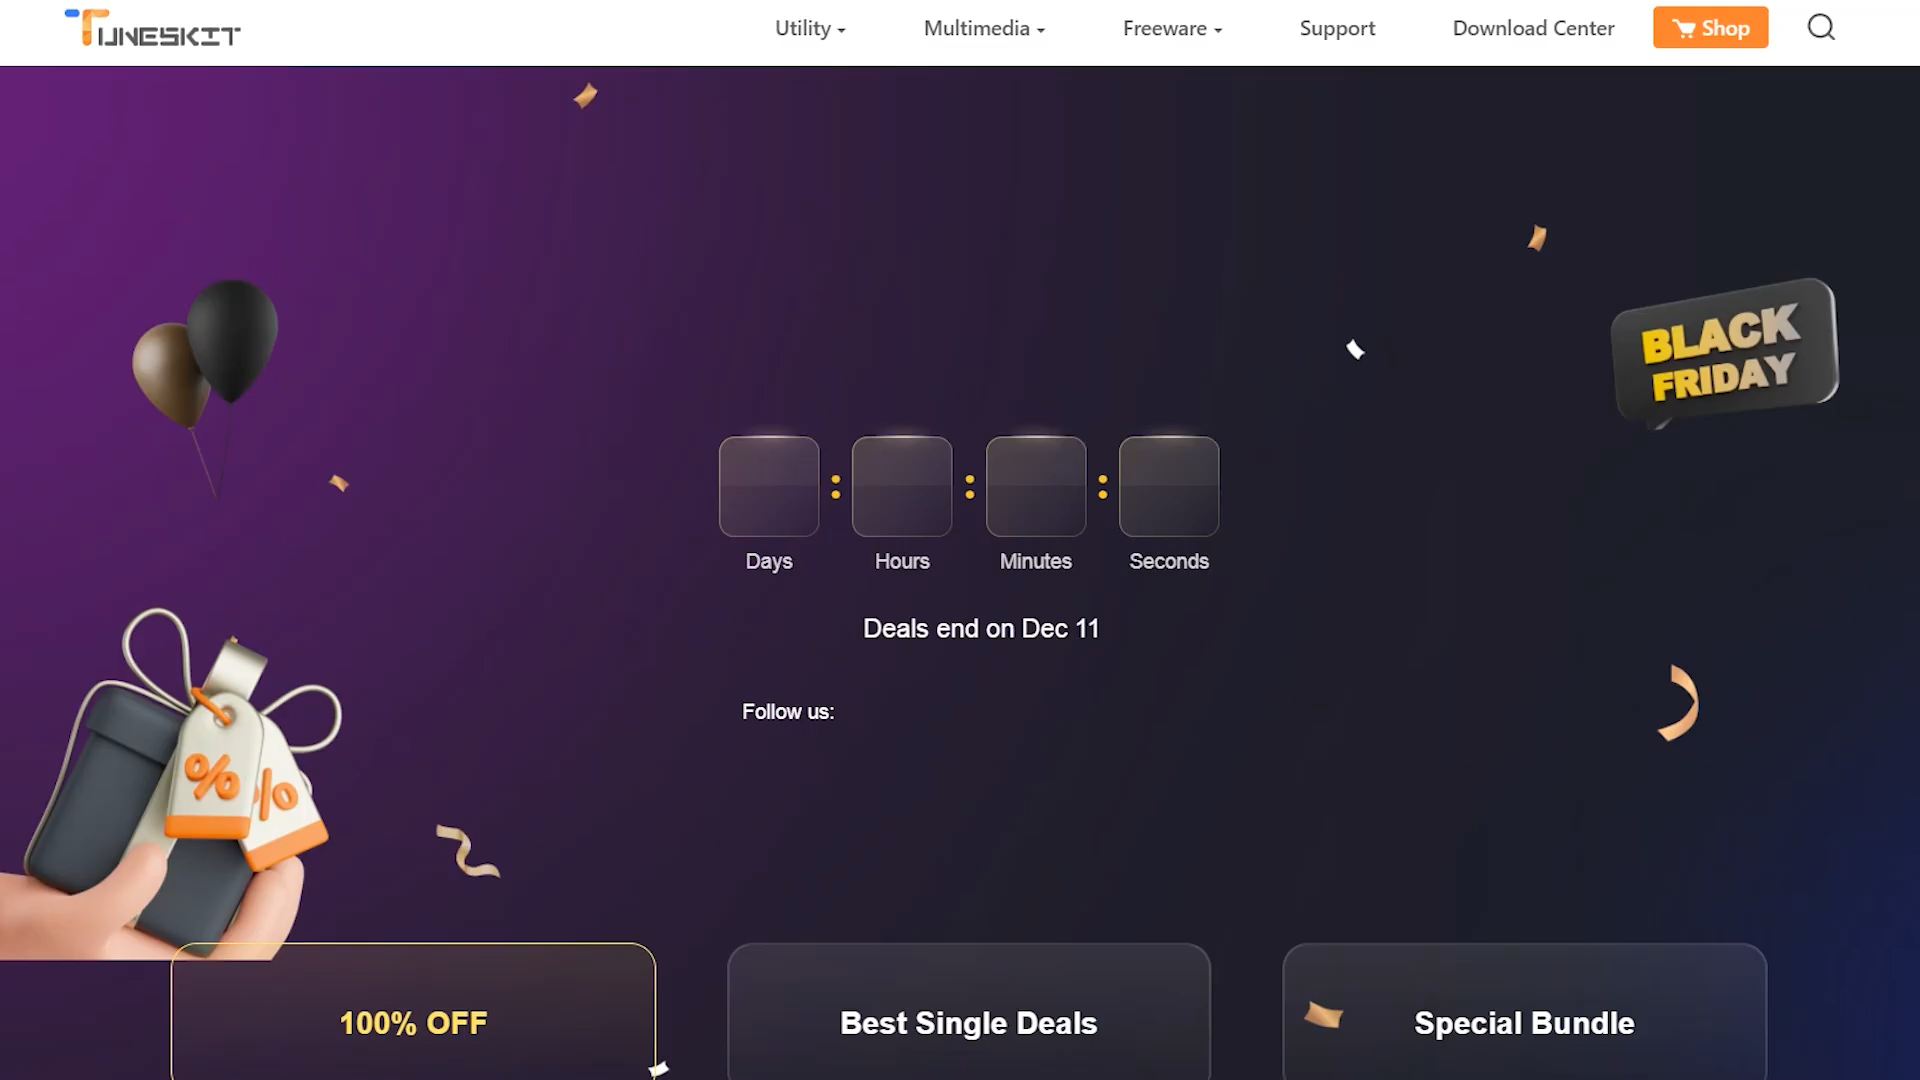 TUNESKIT
Utility
Multimedia
Freeware
Support
Download Center
Shop
BLACK
FRIDAY
:
:
:
Days
Hours
Minutes
Seconds
Deals end on Dec 11
Follow us:
%
%
100% OFF
Best Single Deals
Special Bundle